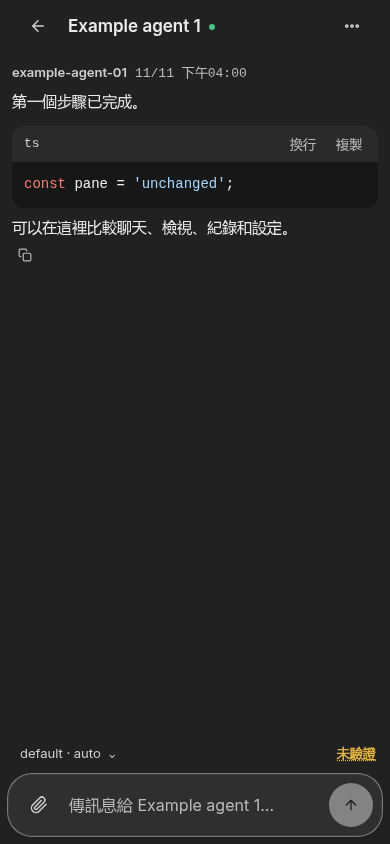 Example agent 1
example-agent-01 11/11 下午04:00
第一個步驟已完成。
ts 換行 複製
const pane = 'unchanged';
可以在這裡比較聊天、檢視、紀錄和設定。
default · auto
未驗證
傳訊息給 Example agent 1...